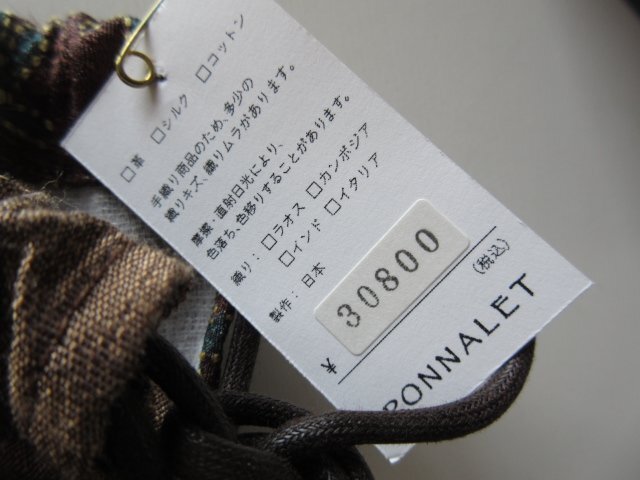 □革 □シルク □コットン
手織り商品のため、多少の
織りキズ、織りムラがあります。
摩擦・直射日光により、
色落ち、色移りすることがあります。
織り：□ラオス □カンボジア
□インド □イタリア
製作：日本
¥ 30800 (税込)
RONNALET